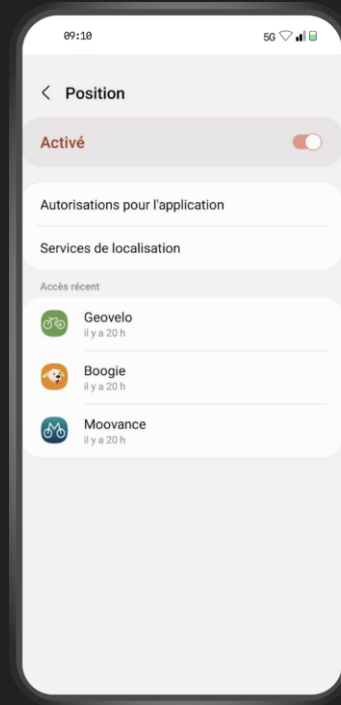 09:10 5G
Position
Activé
Autorisations pour l'application
Services de localisation
Accès récent
Geovelo
il y a 20 h
Boogie
il y a 20 h
Moovance
il y a 20 h